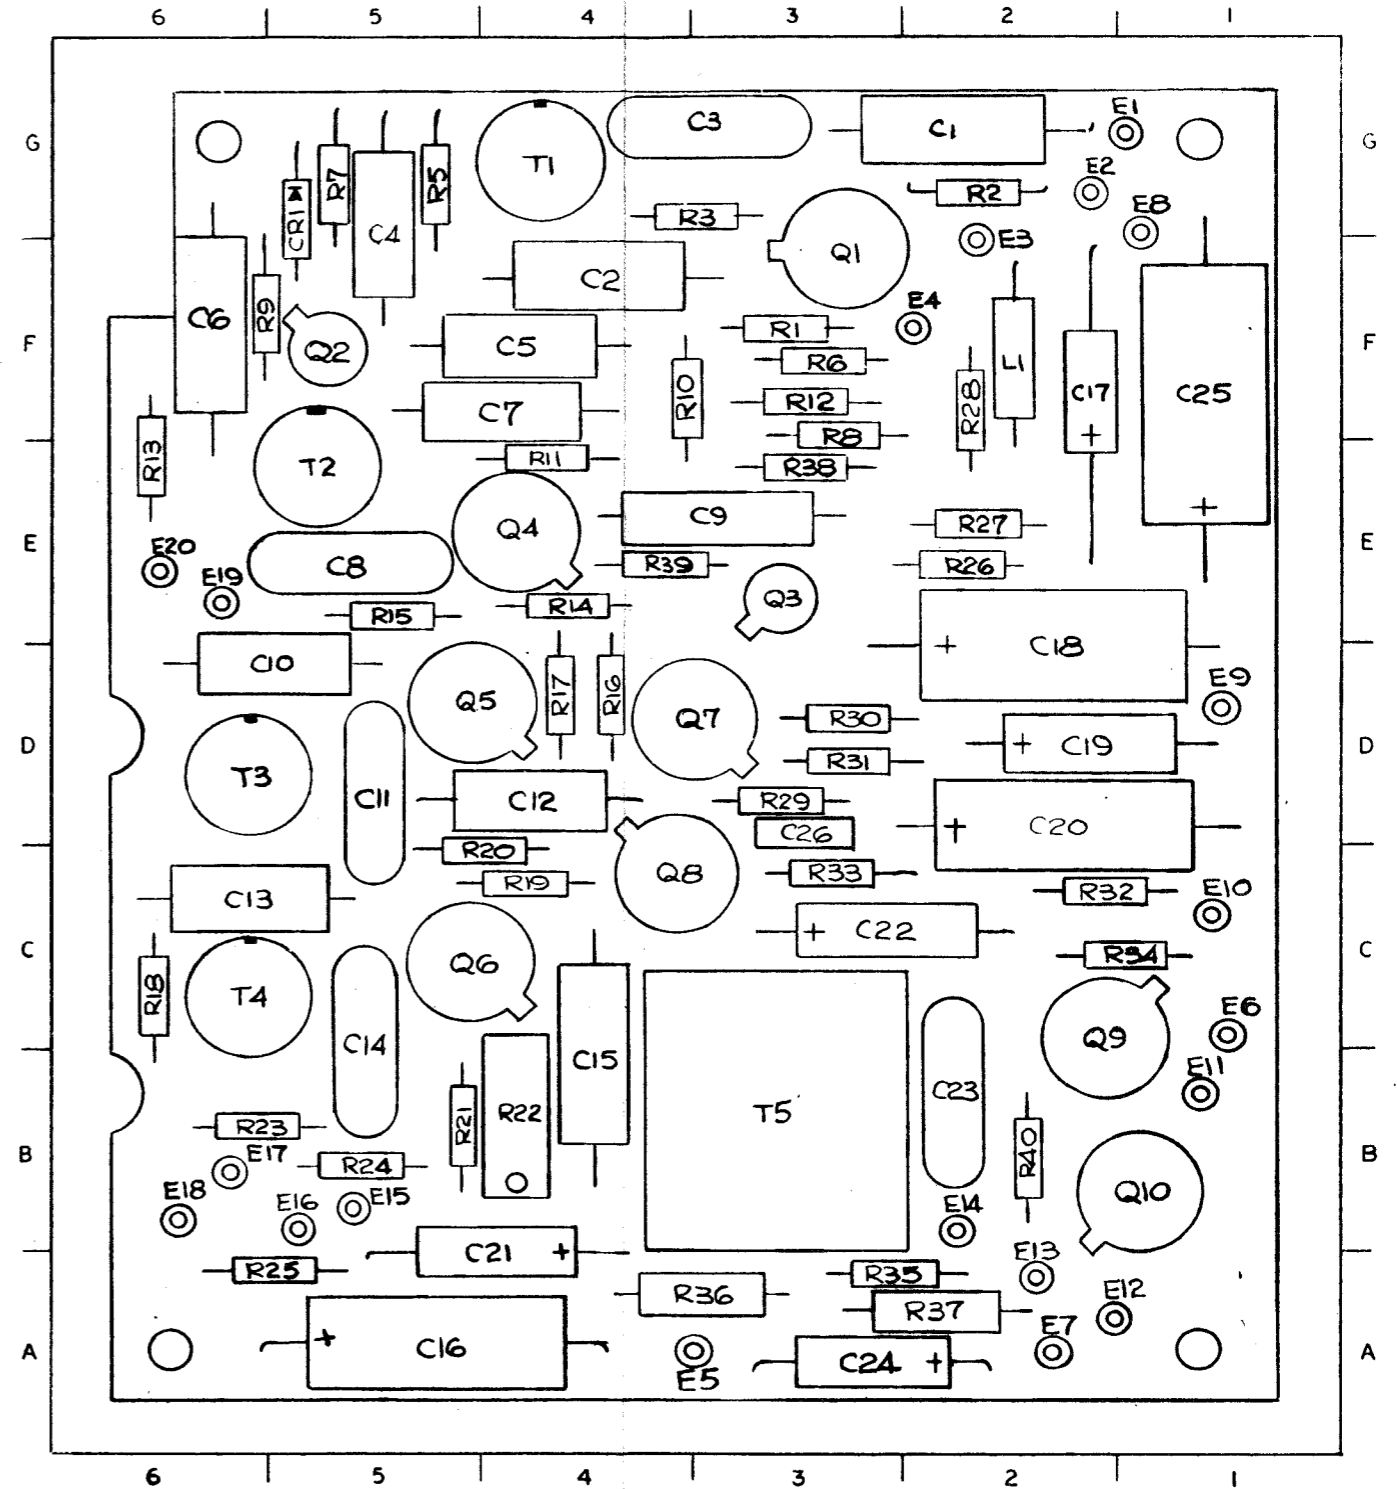 6 5 4 3 2 1
G G
C3 C1 E1
T1
R7 R5 E2
CR1 R2
R3 E8
C4 E3
Q1
C2
C6 R9 E4
R1
Q2 C5 R6 L1
F F
R10 R12 R28 C17 C25
C7 +
R8
R13 T2 R11 R38
+
Q4 C9 R27
E E
E20 C8 R39 R26
E19 Q3
R15 R14
C10 + C18
E9
Q5 R17 R16 Q7 R30
D + C19 D
T3 R31
C11 C12 R29
C26 + C20
R20
Q8 R33
R19 R32 E10
C13
+ C22
C C
Q6 R34
R18 T4
E6
C14 C15 Q9
E11
R21 R22 T5 C23
R23 R40
B B
E17 R24
E18 E16 E15 Q10
E14
C21 + E13
R25 R35
R36 R37 E12
+ C16 E7
A C24 + A
E5
6 5 4 3 2 1